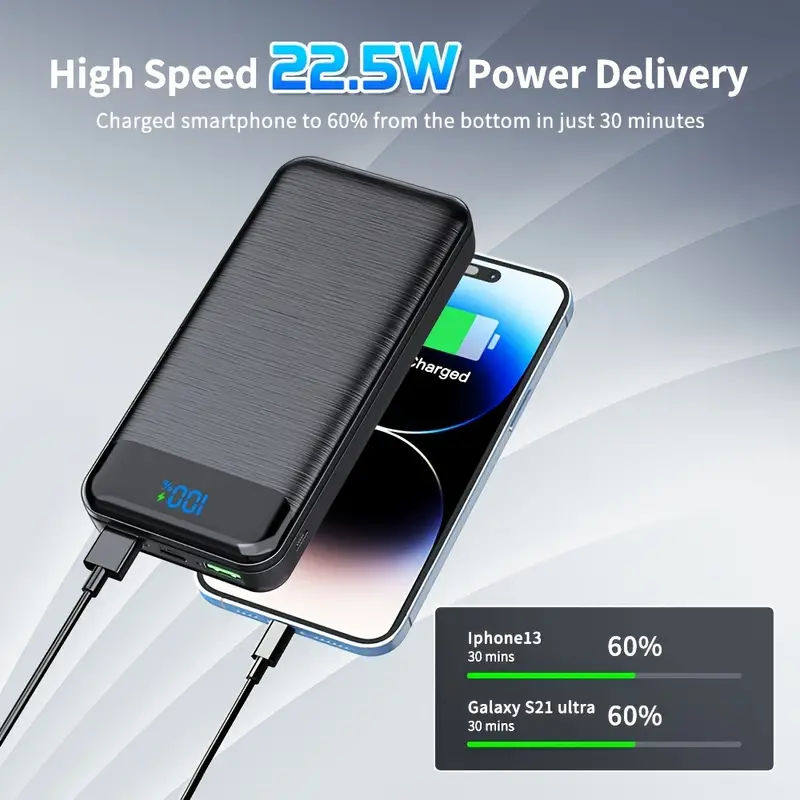 High Speed 22.5W Power Delivery
Charged smartphone to 60% from the bottom in just 30 minutes
Charged
100%
Iphone13
30 mins
60%
Galaxy S21 ultra
30 mins
60%